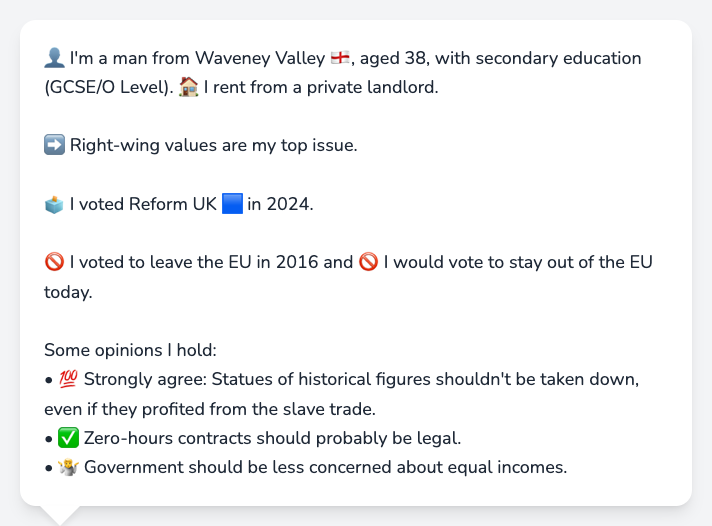 👤 I'm a man from Waveney Valley 🏴󠁧󠁢󠁥󠁮󠁧󠁿, aged 38, with secondary education
(GCSE/O Level). 🏠 I rent from a private landlord.
➡️ Right-wing values are my top issue.
🗳️ I voted Reform UK 🟦 in 2024.
🚫 I voted to leave the EU in 2016 and 🚫 I would vote to stay out of the EU
today.
Some opinions I hold:
• 💯 Strongly agree: Statues of historical figures shouldn't be taken down,
even if they profited from the slave trade.
• ✅ Zero-hours contracts should probably be legal.
• 🤷 Government should be less concerned about equal incomes.